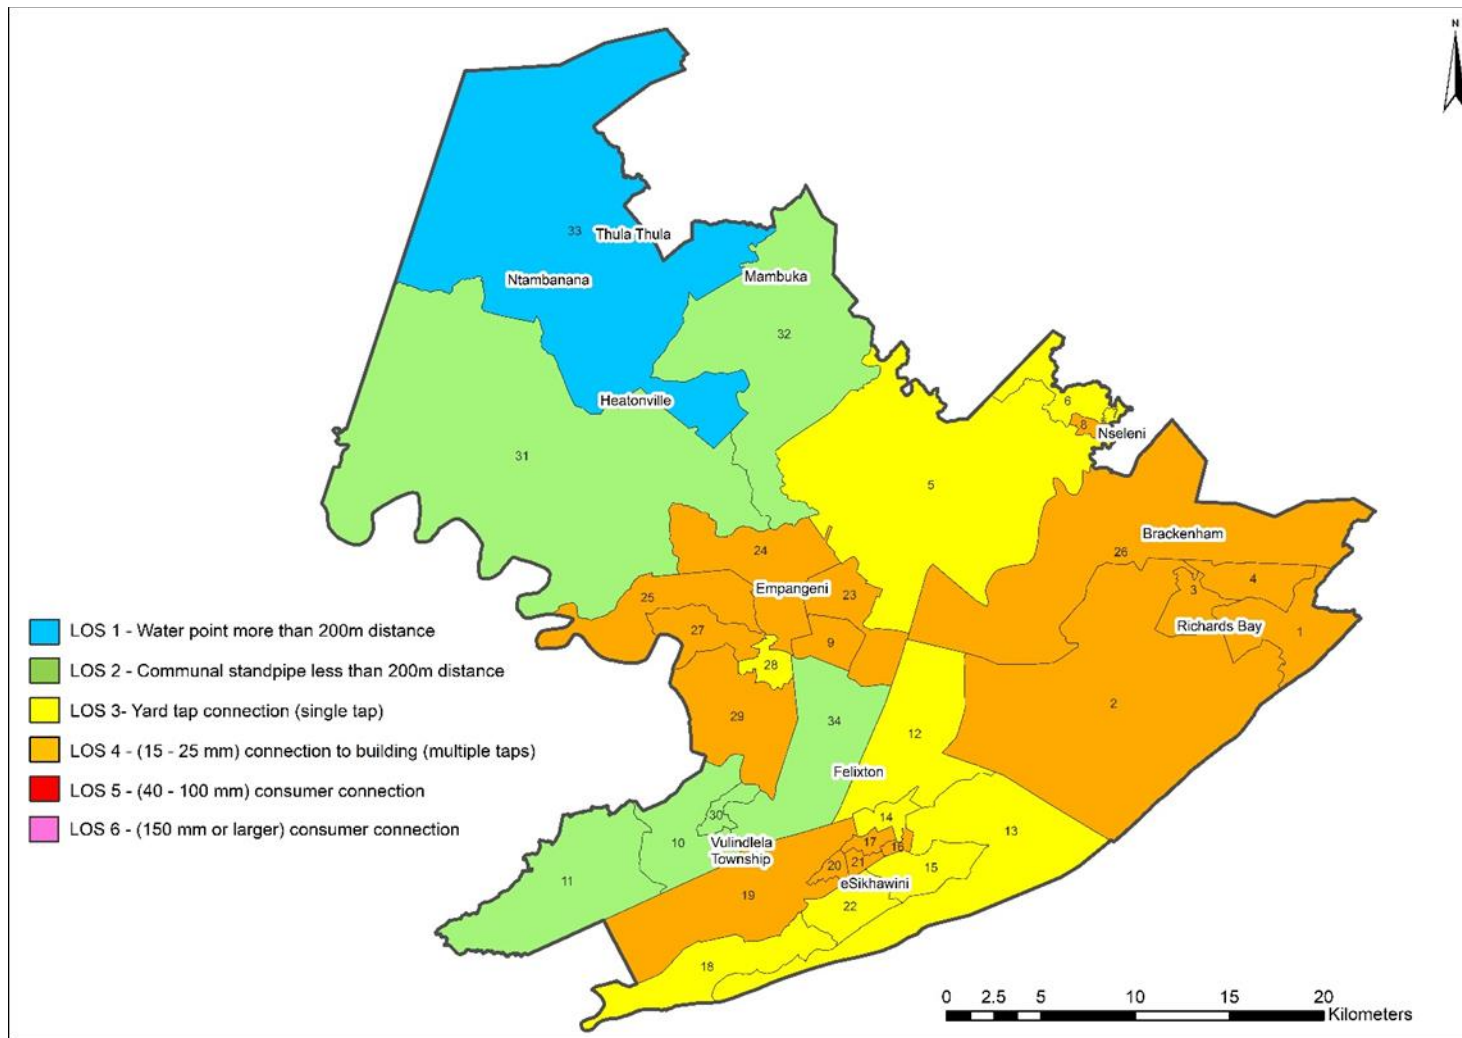 N
33
Thula Thula
Ntambanana
Mambuka
32
Heatonville
6
8
Nseleni
31
5
Brackenham
24
26
4
Empangeni
23
3
25
Richards Bay
1
27
9
28
2
29
34
12
Felixton
30
14
13
10
Vulindlela
Township
17
16
20
21
15
11
eSikhawini
19
22
18
LOS 1 - Water point more than 200m distance
LOS 2 - Communal standpipe less than 200m distance
LOS 3- Yard tap connection (single tap)
LOS 4 - (15 - 25 mm) connection to building (multiple taps)
LOS 5 - (40 - 100 mm) consumer connection
LOS 6 - (150 mm or larger) consumer connection
0 2.5 5 10 15 20
Kilometers